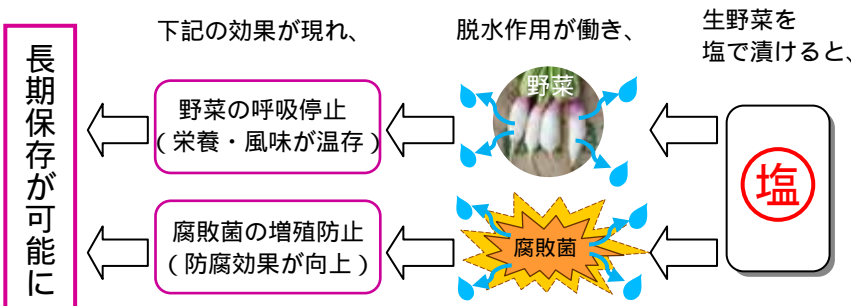 生野菜を
塩で漬けると、
脱水作用が働き、
下記の効果が現れ、
塩
野菜
腐敗菌
野菜の呼吸停止
(栄養・風味が温存)
腐敗菌の増殖防止
(防腐効果が向上)
長期保存が可能に